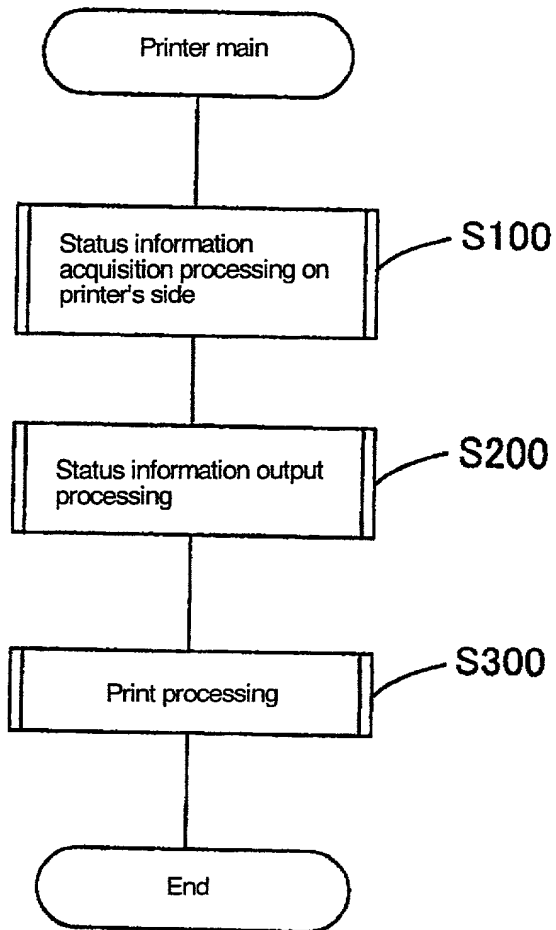 Printer main
Status information
acquisition processing on
printer's side
S100
Status information output
processing
S200
Print processing
S300
End